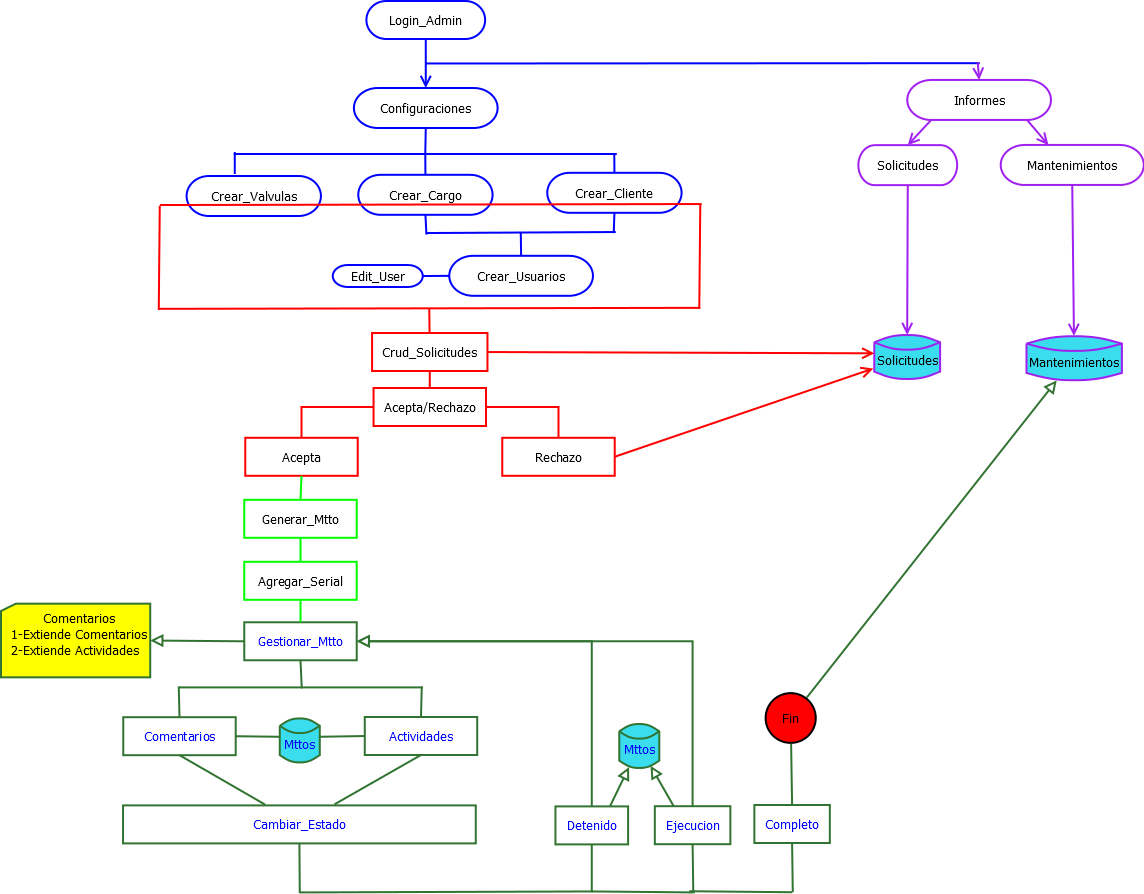 Login_Admin
Configuraciones
Informes
Solicitudes
Mantenimientos
Crear_Valvulas
Crear_Cargo
Crear_Cliente
Edit_User
Crear_Usuarios
Crud_Solicitudes
Solicitudes
Mantenimientos
Acepta/Rechazo
Acepta
Rechazo
Generar_Mtto
Agregar_Serial
Comentarios
1-Extiende Comentarios
2-Extiende Actividades
Gestionar_Mtto
Comentarios
Mttos
Actividades
Mttos
Fin
Cambiar_Estado
Detenido
Ejecucion
Completo